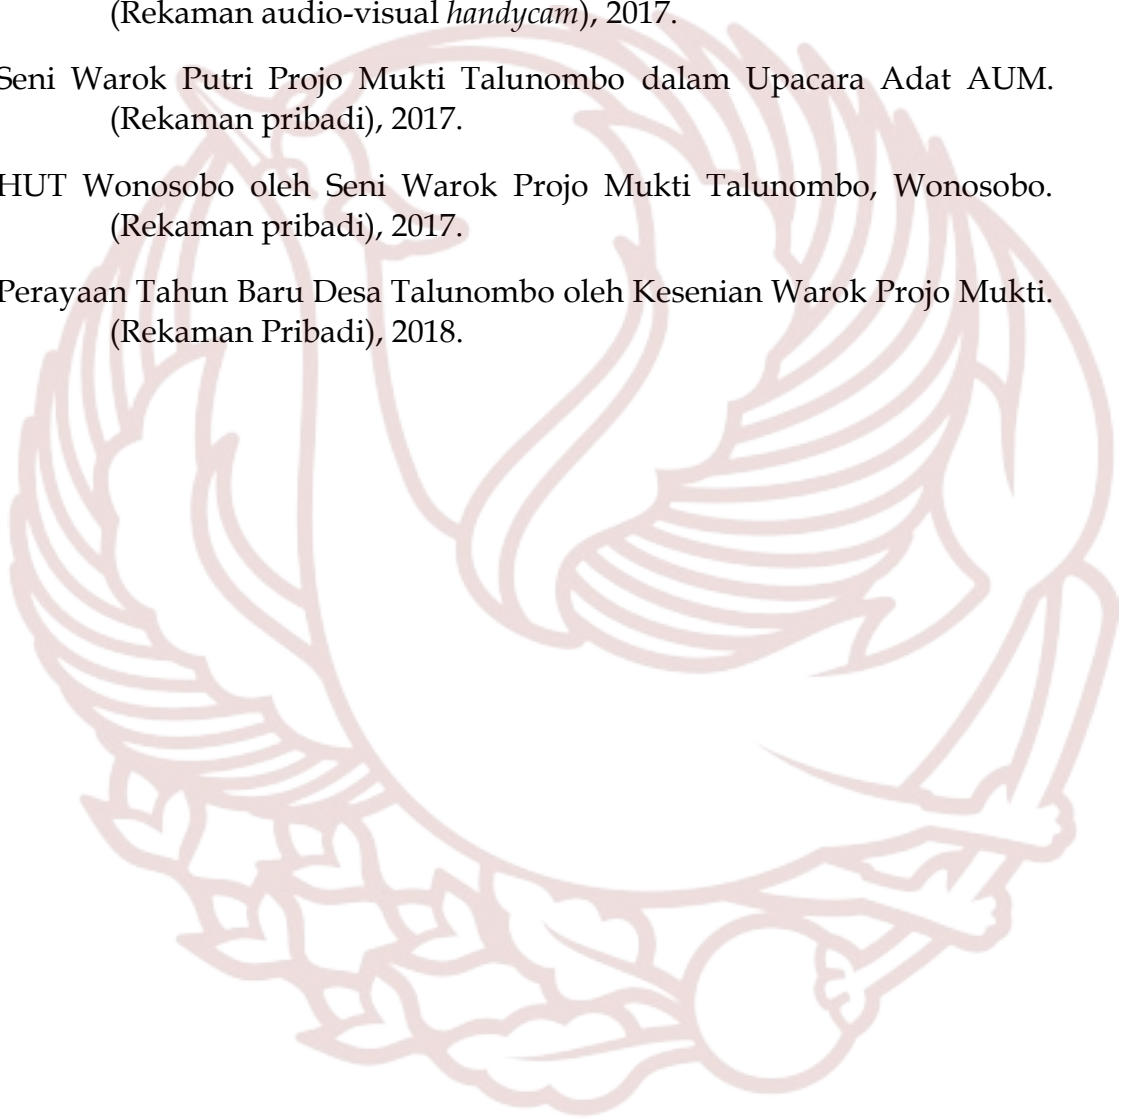 (Rekaman audio-visual handycam), 2017.
Seni Warok Putri Projo Mukti Talunombo dalam Upacara Adat AUM.
(Rekaman pribadi), 2017.
HUT Wonosobo oleh Seni Warok Projo Mukti Talunombo, Wonosobo.
(Rekaman pribadi), 2017.
Perayaan Tahun Baru Desa Talunombo oleh Kesenian Warok Projo Mukti.
(Rekaman Pribadi), 2018.